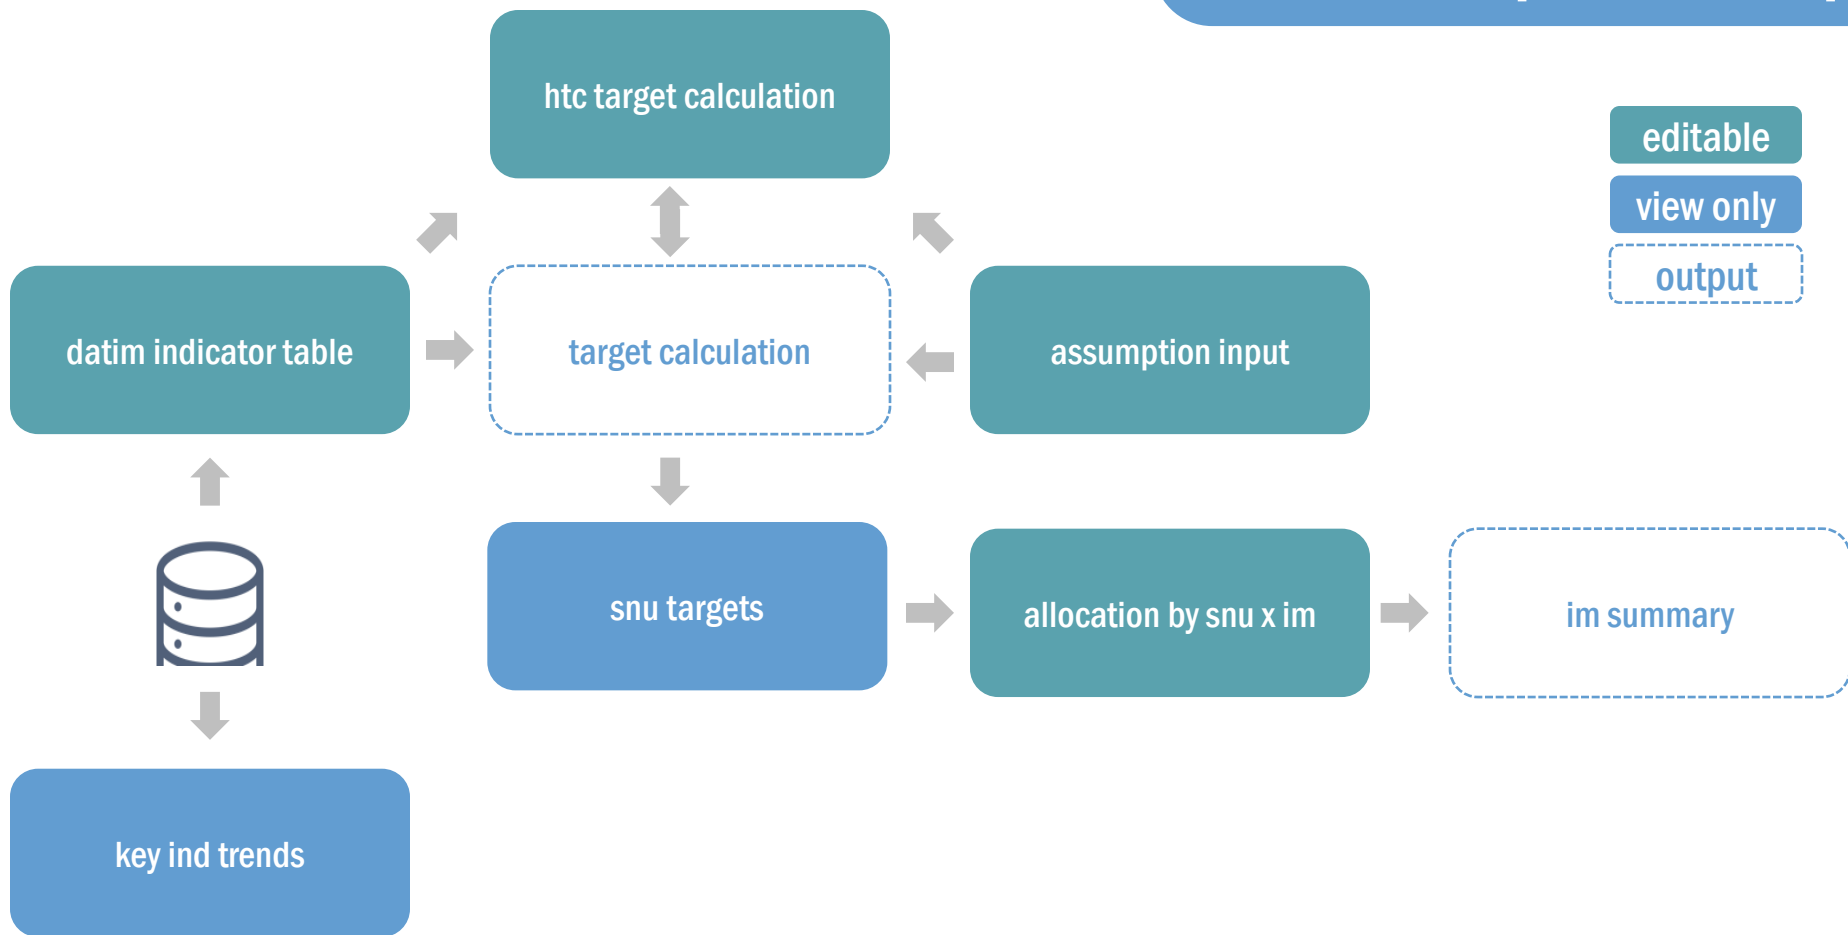 htc target calculation
editable
view only
output
datim indicator table
target calculation
assumption input
snu targets
allocation by snu x im
im summary
key ind trends